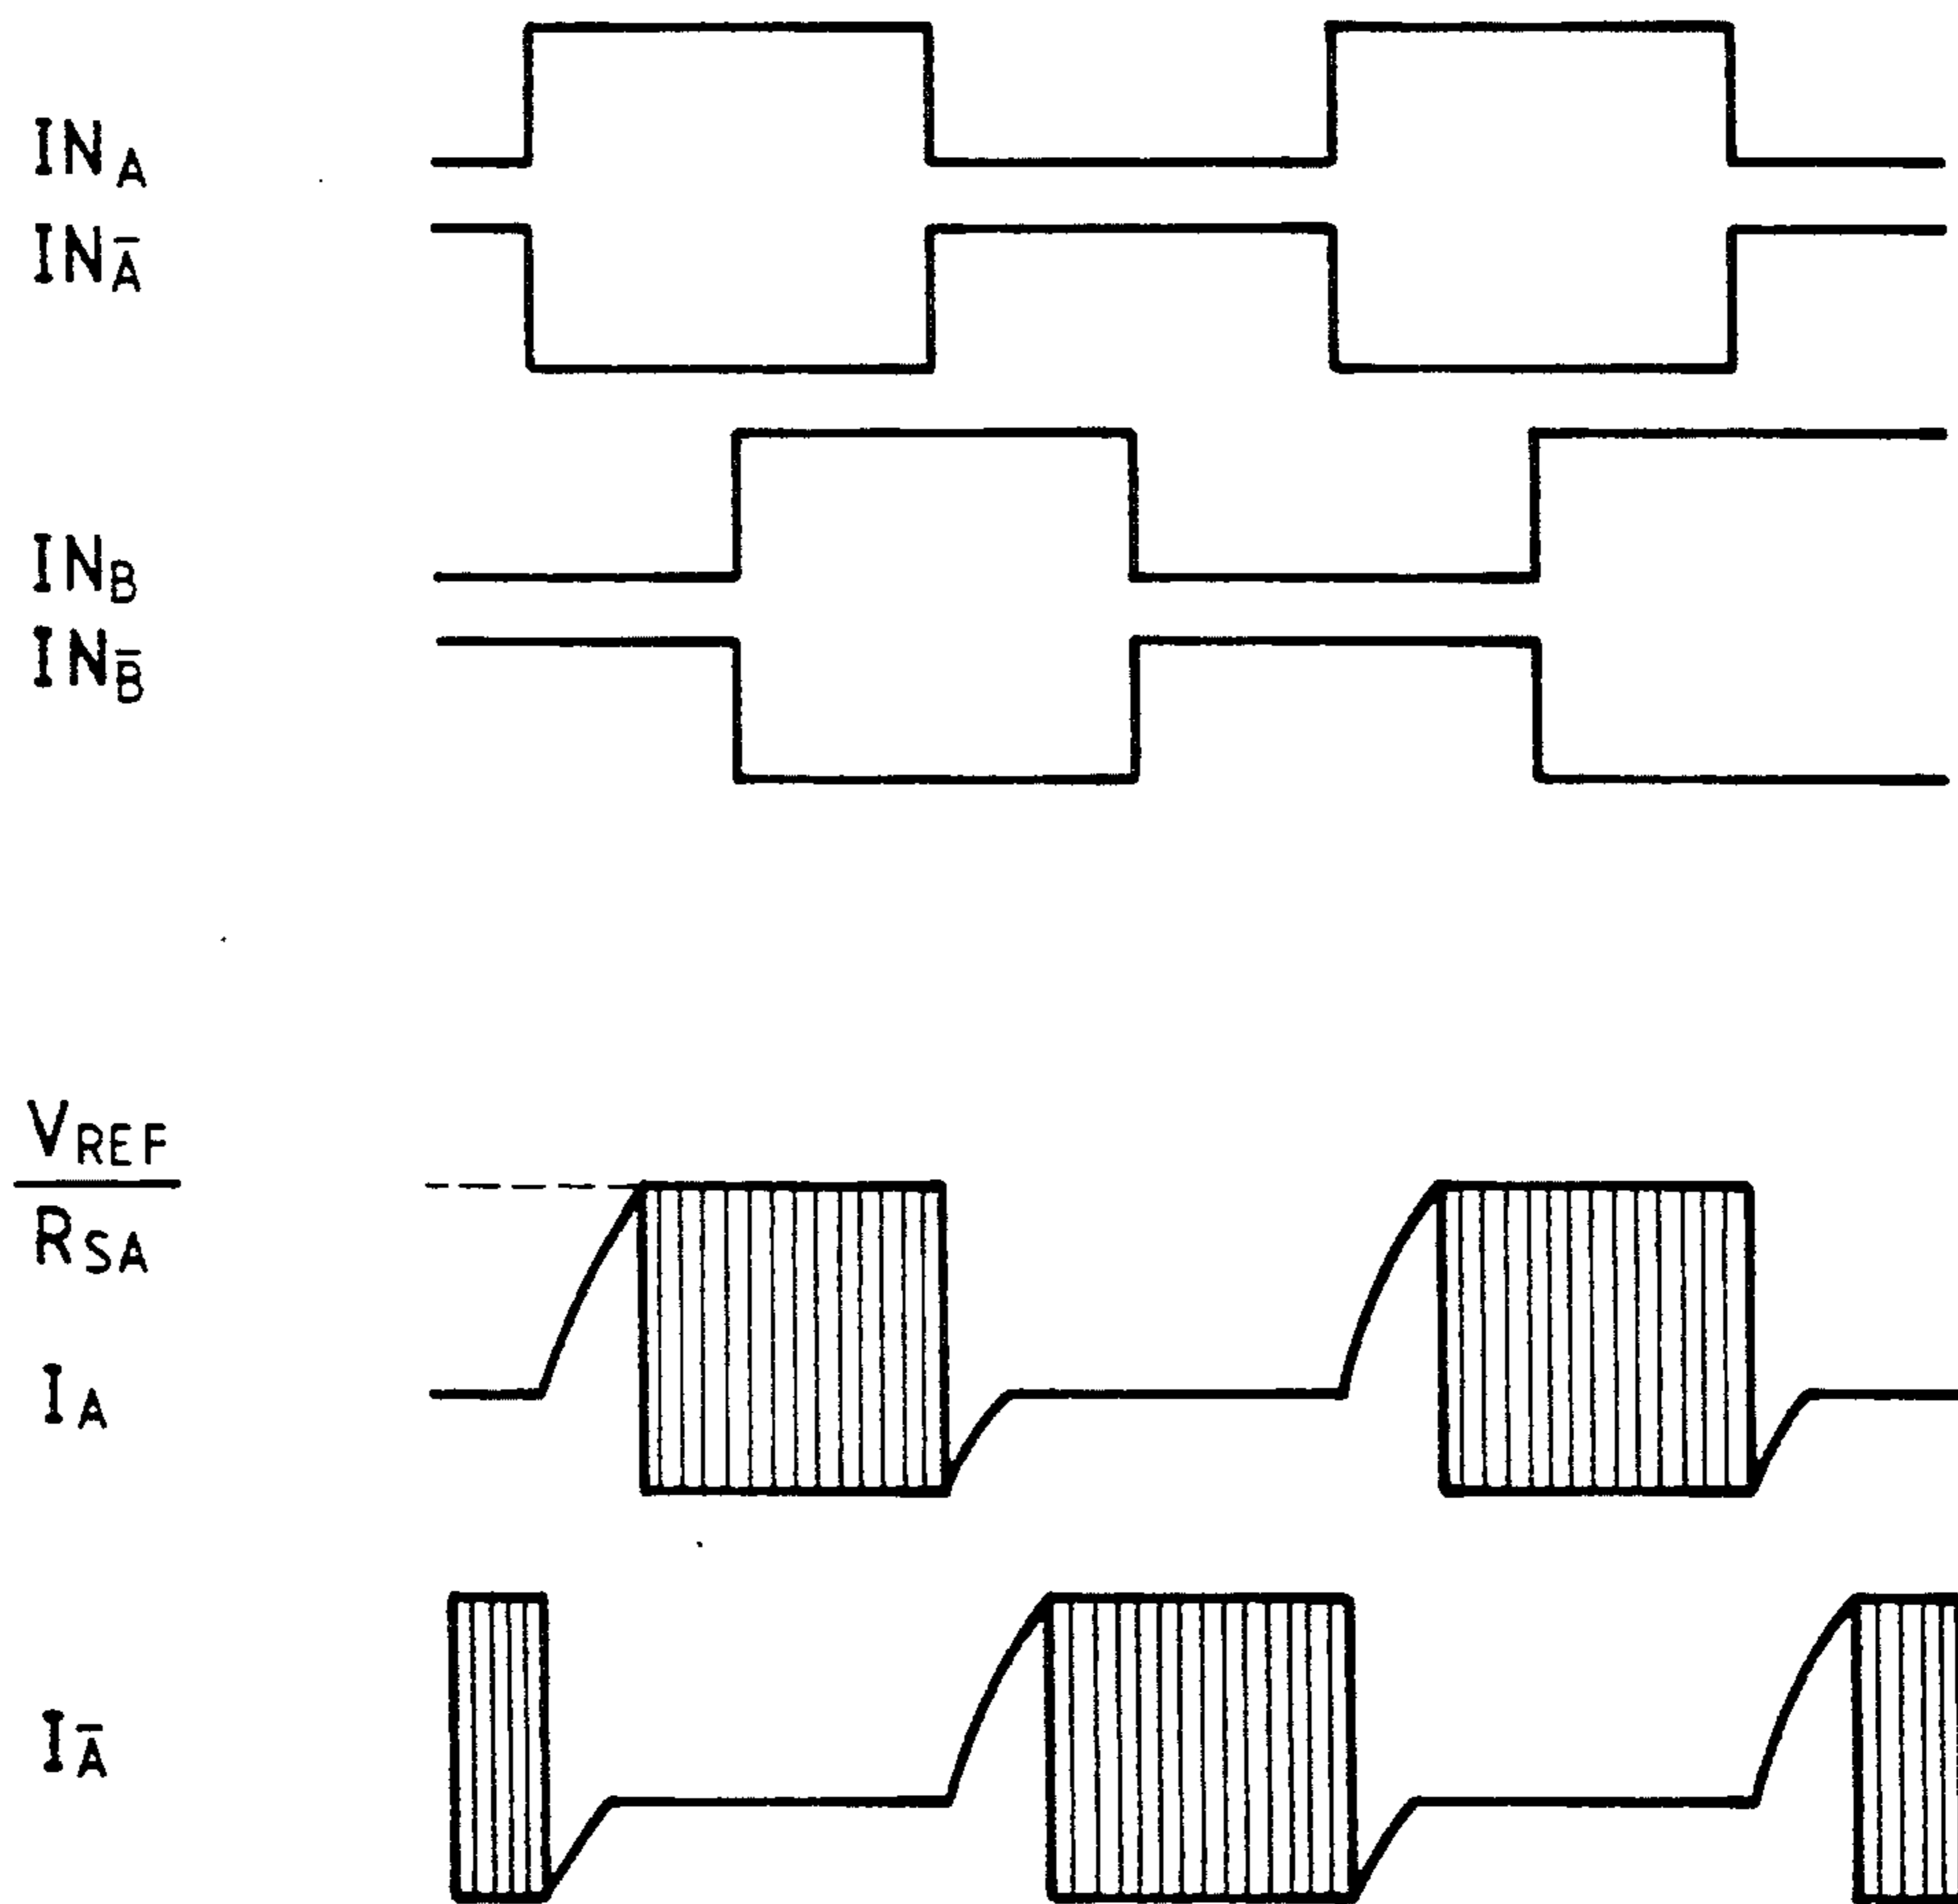 IN_A
IN_Ā
IN_B
IN_B̄
V_REF
R_SA
I_A
I_Ā